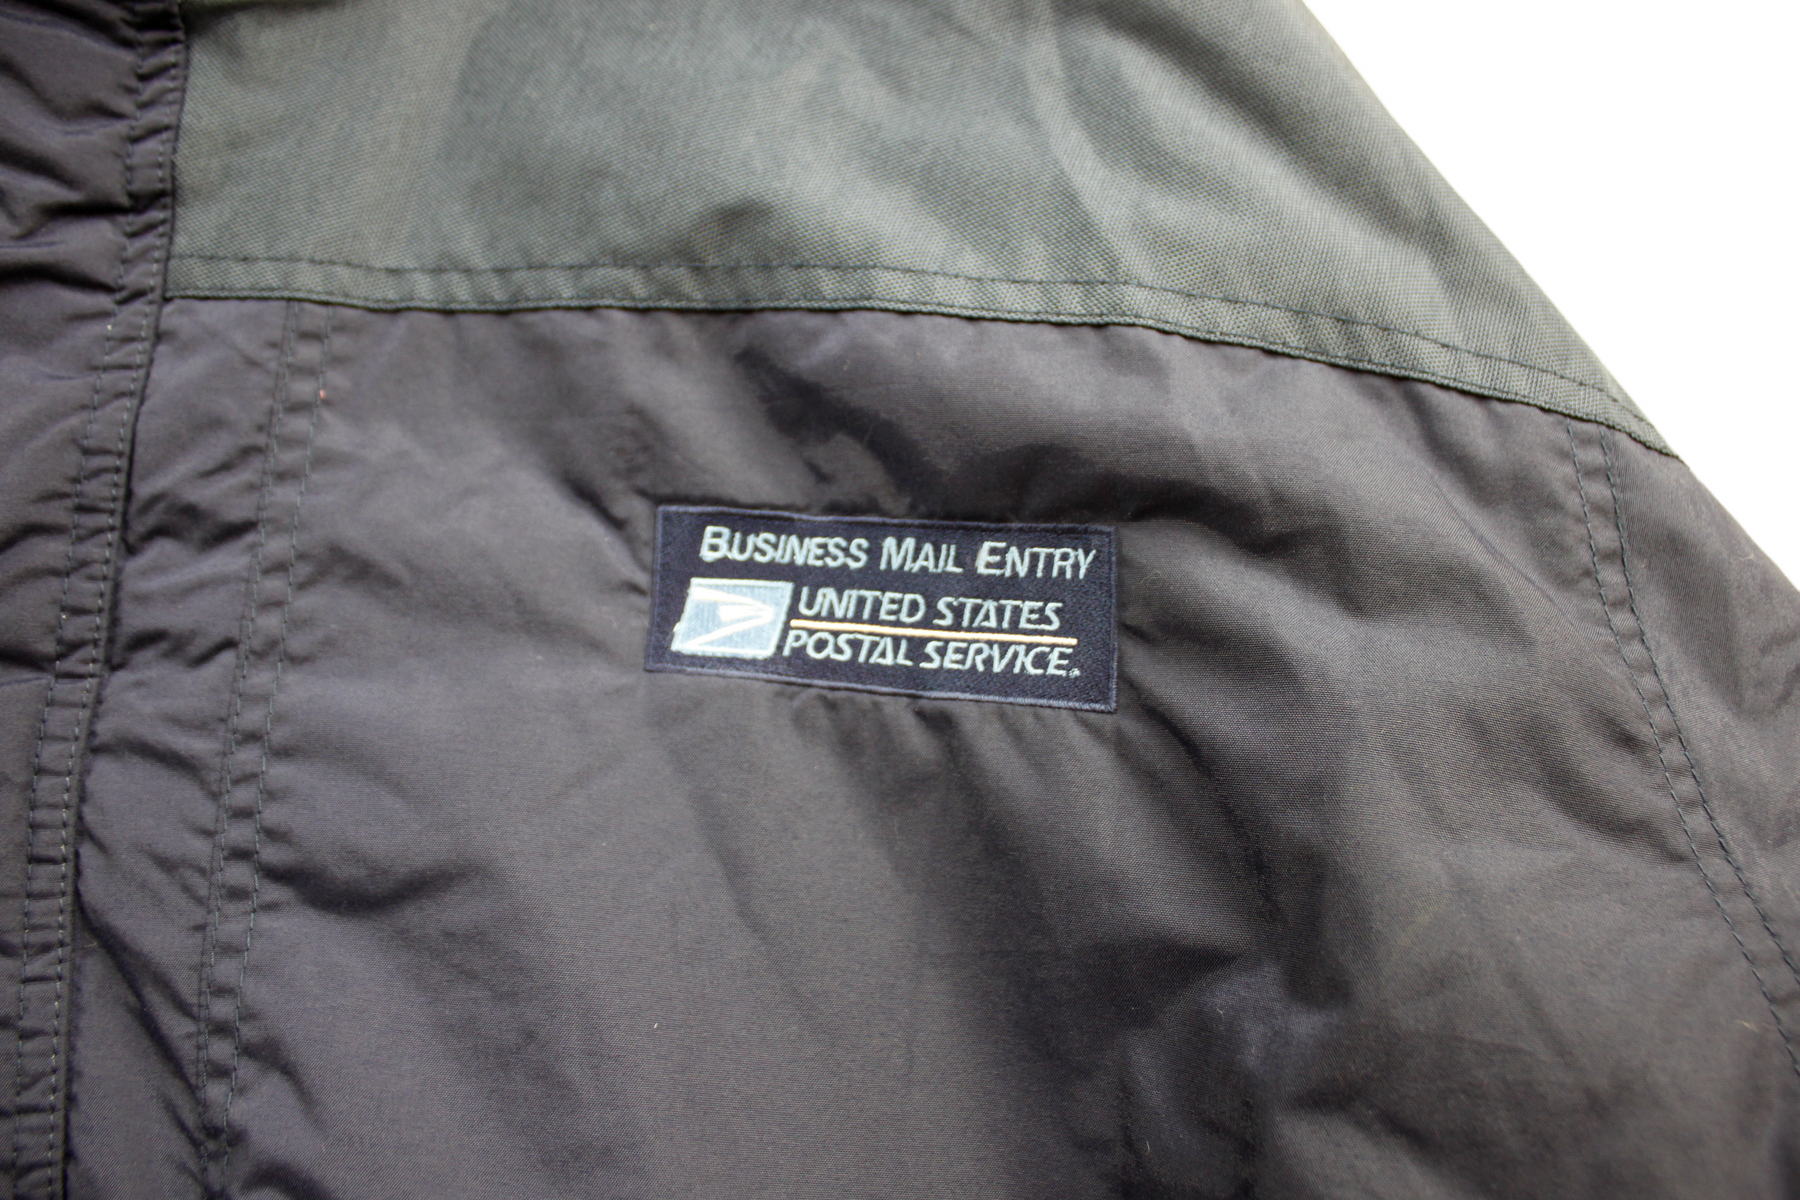 BUSINESS MAIL ENTRY
UNITED STATES
POSTAL SERVICE.